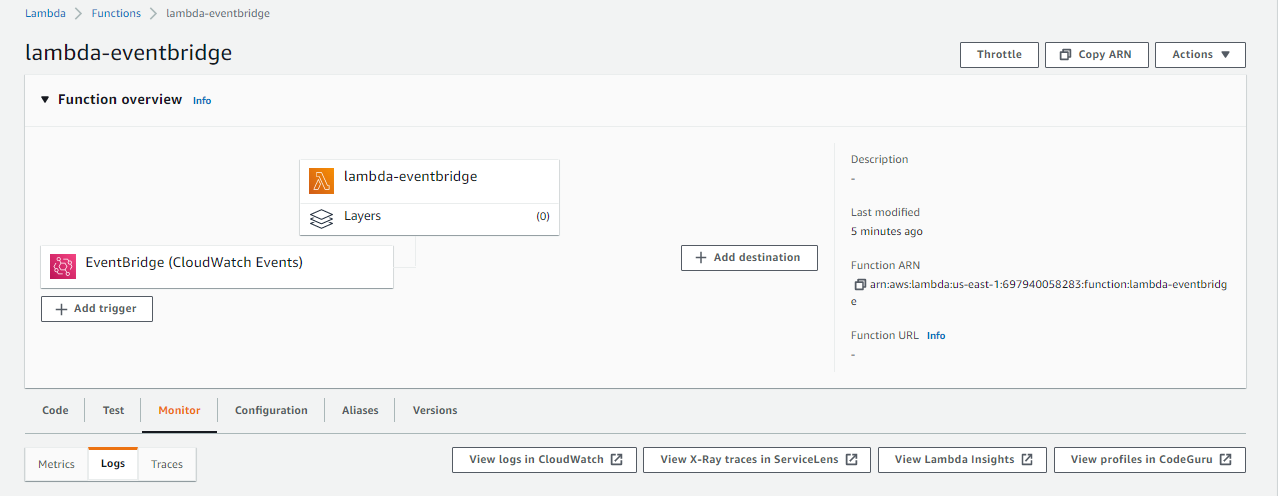 Lambda > Functions > lambda-eventbridge
lambda-eventbridge
Throttle Copy ARN Actions ▼
▼ Function overview Info
lambda-eventbridge
Layers (0)
EventBridge (CloudWatch Events)
+ Add trigger
+ Add destination
Description
-
Last modified
5 minutes ago
Function ARN
arn:aws:lambda:us-east-1:697940058283:function:lambda-eventbridg
e
Function URL Info
-
Code Test Monitor Configuration Aliases Versions
Metrics Logs Traces View logs in CloudWatch View X-Ray traces in ServiceLens View Lambda Insights View profiles in CodeGuru